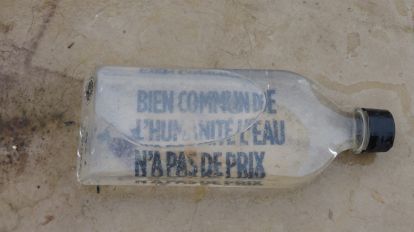 BIEN COMMUN DE
L'HUMANITÉ L'EAU
N'A PAS DE PRIX